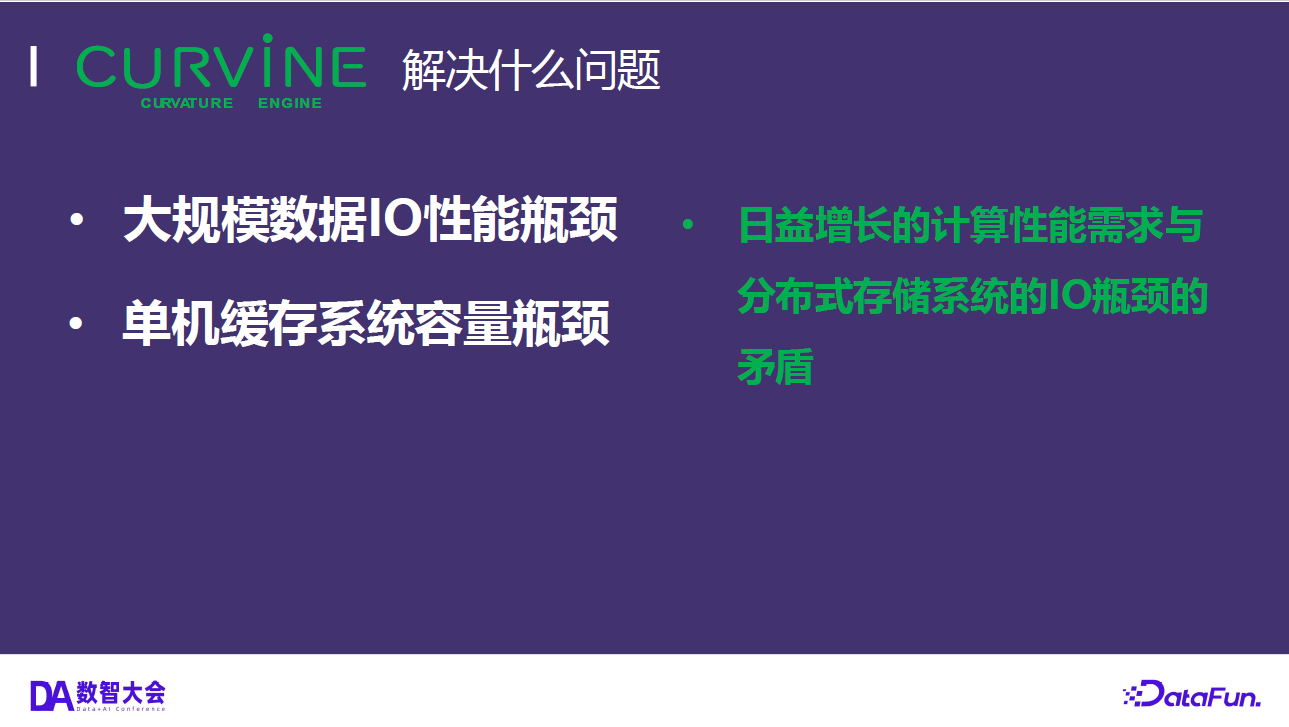 CURVINE 解决什么问题
CURVATURE ENGINE
• 大规模数据IO性能瓶颈
• 单机缓存系统容量瓶颈
• 日益增长的计算性能需求与
分布式存储系统的IO瓶颈的
矛盾
DA 数智大会
Data+AI Conference
DataFun.